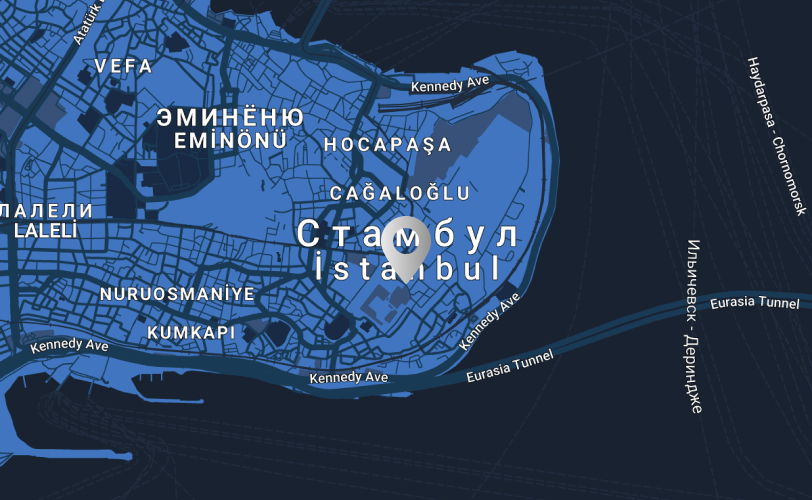 Atatürk
VEFA
Kennedy Ave
Haydarpasa - Chornomorsk
ЭМИНЁНЮ
EMİNÖNÜ
HOCAPAŞA
CAĞALOĞLU
ЛАЛЕЛИ
LALELİ
Стамбул
İstanbul
Ильичевск - Дериндже
NURUOSMANİYE
Eurasia Tunnel
KUMKAPI
Kennedy Ave
Kennedy Ave
Eurasia Tunnel
Kennedy Ave